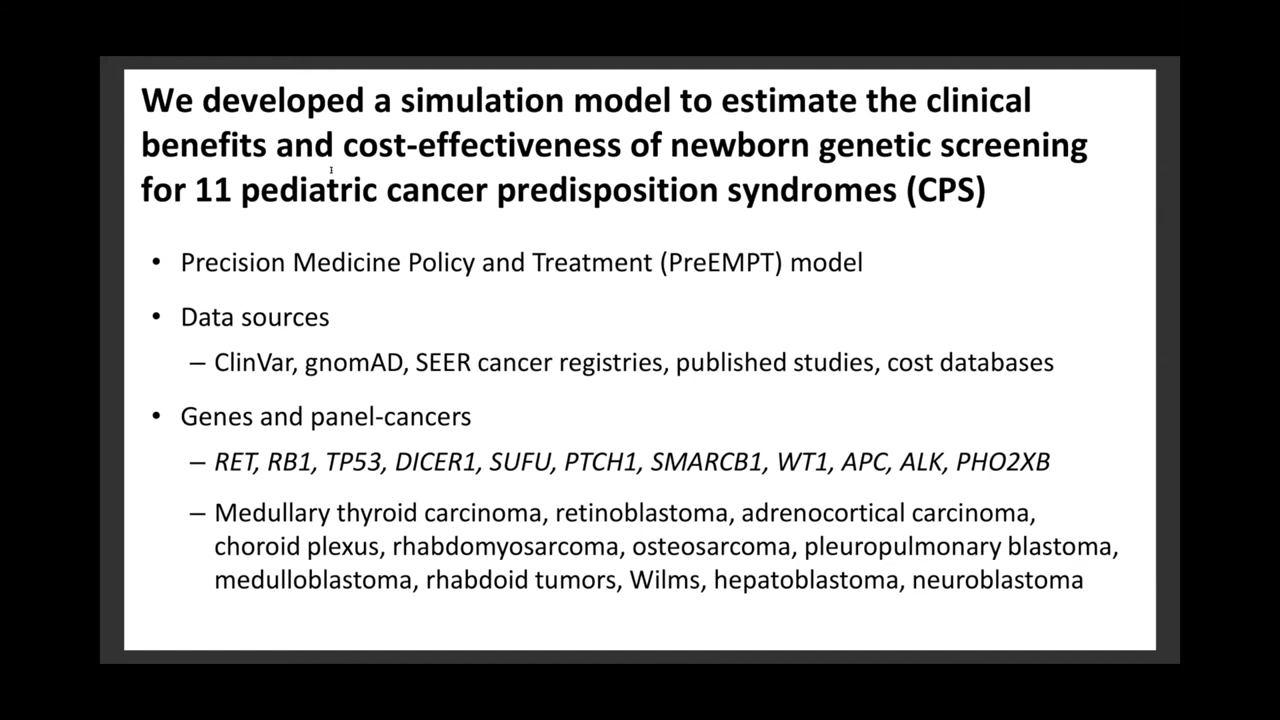 We developed a simulation model to estimate the clinical
benefits and cost-effectiveness of newborn genetic screening
for 11 pediatric cancer predisposition syndromes (CPS)
• Precision Medicine Policy and Treatment (PreEMPT) model
• Data sources
– ClinVar, gnomAD, SEER cancer registries, published studies, cost databases
• Genes and panel-cancers
– RET, RB1, TP53, DICER1, SUFU, PTCH1, SMARCB1, WT1, APC, ALK, PHO2XB
– Medullary thyroid carcinoma, retinoblastoma, adrenocortical carcinoma,
choroid plexus, rhabdomyosarcoma, osteosarcoma, pleuropulmonary blastoma,
medulloblastoma, rhabdoid tumors, Wilms, hepatoblastoma, neuroblastoma